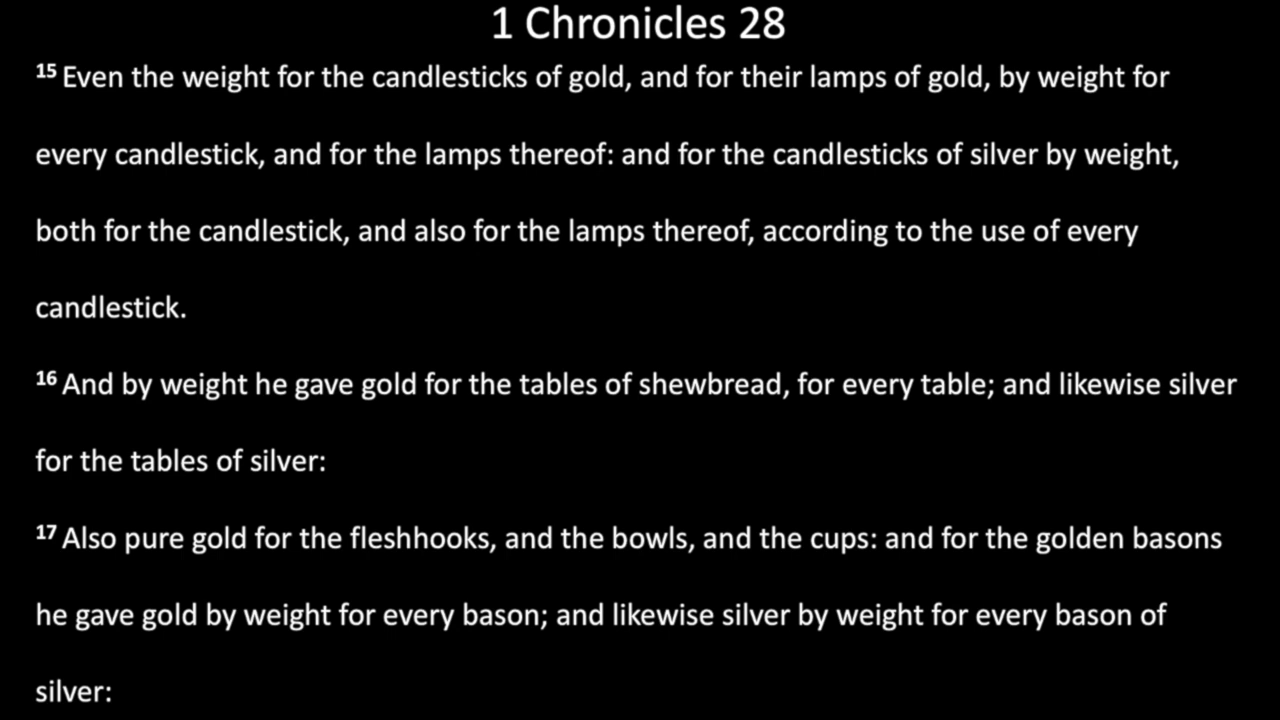 1 Chronicles 28
15 Even the weight for the candlesticks of gold, and for their lamps of gold, by weight for
every candlestick, and for the lamps thereof: and for the candlesticks of silver by weight,
both for the candlestick, and also for the lamps thereof, according to the use of every
candlestick.
16 And by weight he gave gold for the tables of shewbread, for every table; and likewise silver
for the tables of silver:
17 Also pure gold for the fleshhooks, and the bowls, and the cups: and for the golden basons
he gave gold by weight for every bason; and likewise silver by weight for every bason of
silver: